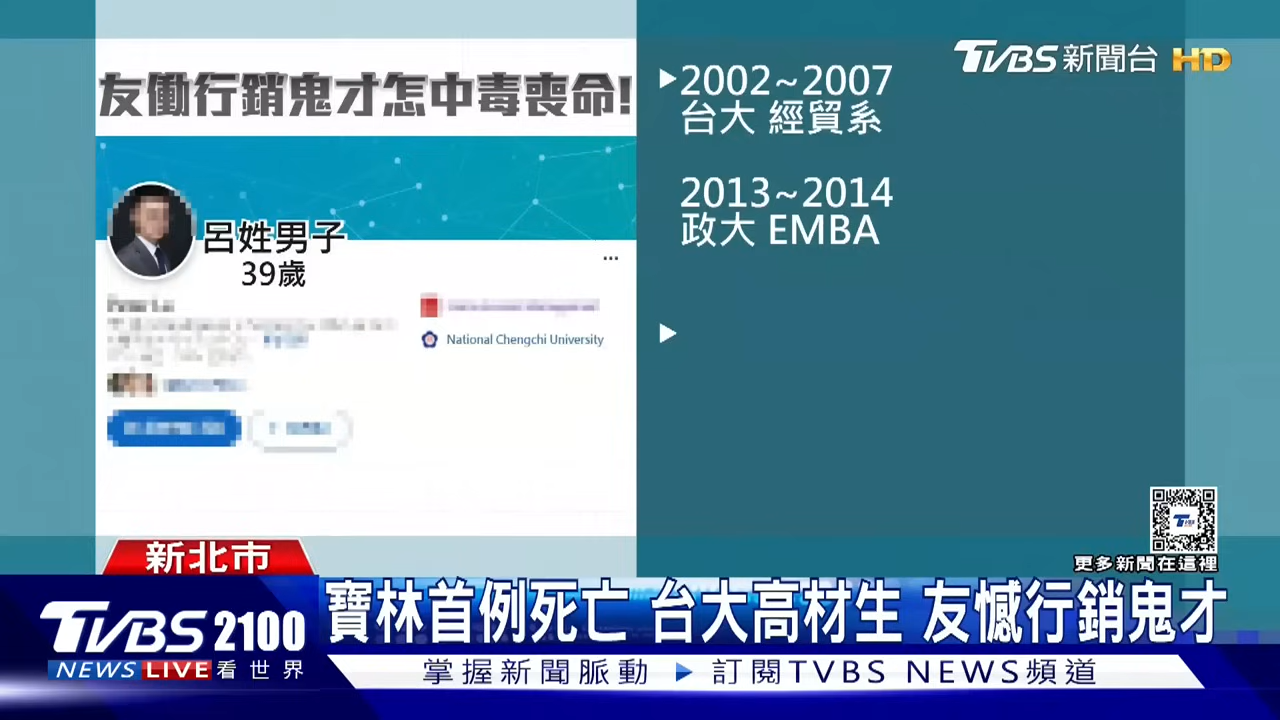 友慟行銷鬼才怎中毒喪命!
呂姓男子
39歲
...
National Chengchi University
▶2002~2007
台大 經貿系
2013~2014
政大 EMBA
▶
TVBS新聞台 HD
TVBS
更多新聞在這裡
新北市
寶林首例死亡 台大高材生 友憾行銷鬼才
TVBS 2100
NEWS LIVE 看世界
掌握新聞脈動 ▶ 訂閱TVBS NEWS頻道